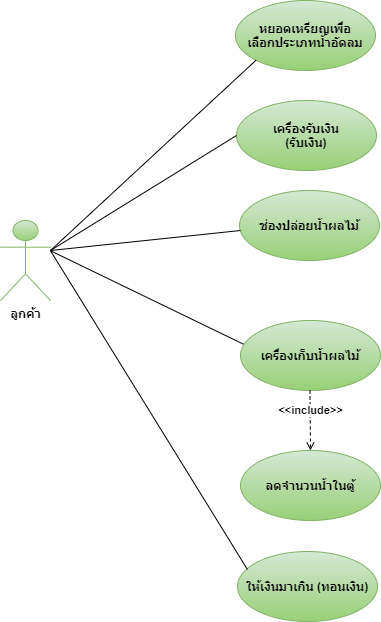 หยอดเหรียญเพื่อ
เลือกประเภทน้ำอัดลม
เครื่องรับเงิน
(รับเงิน)
ช่องปล่อยน้ำผลไม้
ลูกค้า
เครื่องเก็บน้ำผลไม้
<<include>>
ลดจำนวนน้ำในตู้
ให้เงินมาเกิน (ทอนเงิน)